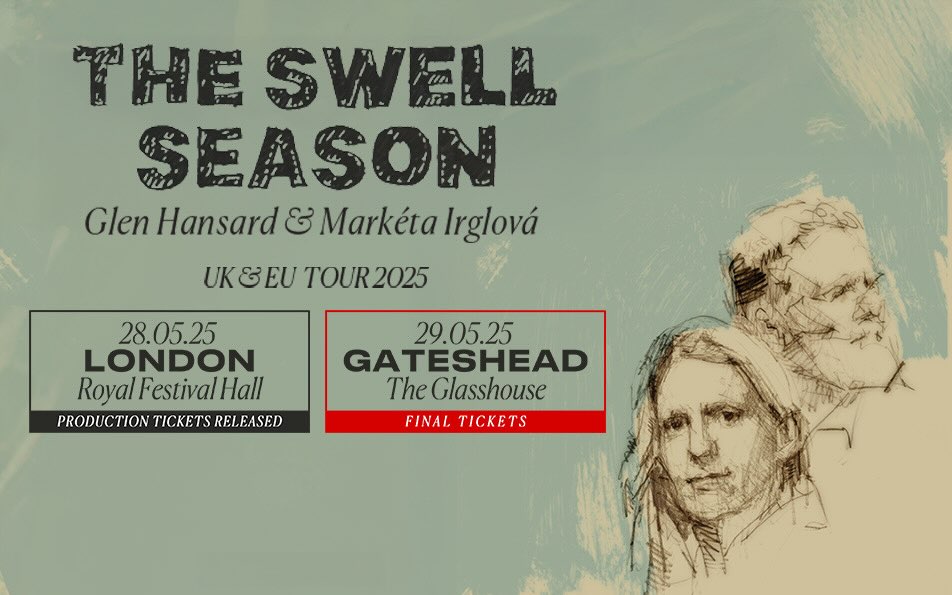 THE SWELL
SEASON
Glen Hansard & Markéta Irglová
UK & EU TOUR 2025
28.05.25
LONDON
Royal Festival Hall
PRODUCTION TICKETS RELEASED
29.05.25
GATESHEAD
The Glasshouse
FINAL TICKETS